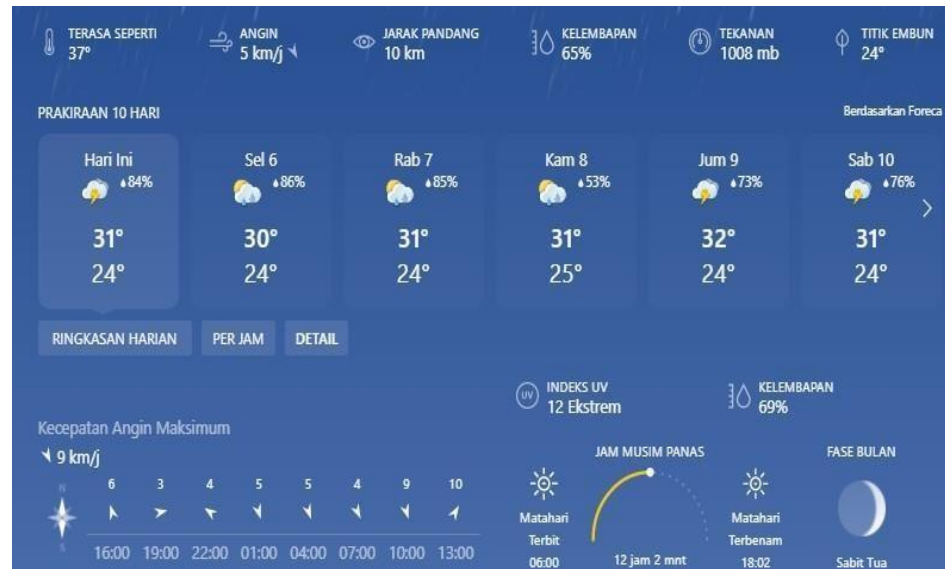 TERASA SEPERTI
37°
ANGIN
5 km/j
JARAK PANDANG
10 km
KELEMBAPAN
65%
TEKANAN
1008 mb
TITIK EMBUN
24°
PRAKIRAAN 10 HARI
Berdasarkan Foreca
Hari Ini
84%
31°
24°
Sel 6
86%
30°
24°
Rab 7
85%
31°
24°
Kam 8
53%
31°
25°
Jum 9
73%
32°
24°
Sab 10
76%
31°
24°
RINGKASAN HARIAN
PER JAM
DETAIL
UV
INDEKS UV
12 Ekstrem
KELEMBAPAN
69%
Kecepatan Angin Maksimum
9 km/j
N
S
6 3 4 5 5 4 9 10
16:00 19:00 22:00 01:00 04:00 07:00 10:00 13:00
JAM MUSIM PANAS
Matahari
Terbit
06:00
12 jam 2 mnt
Matahari
Terbenam
18:02
FASE BULAN
Sabit Tua